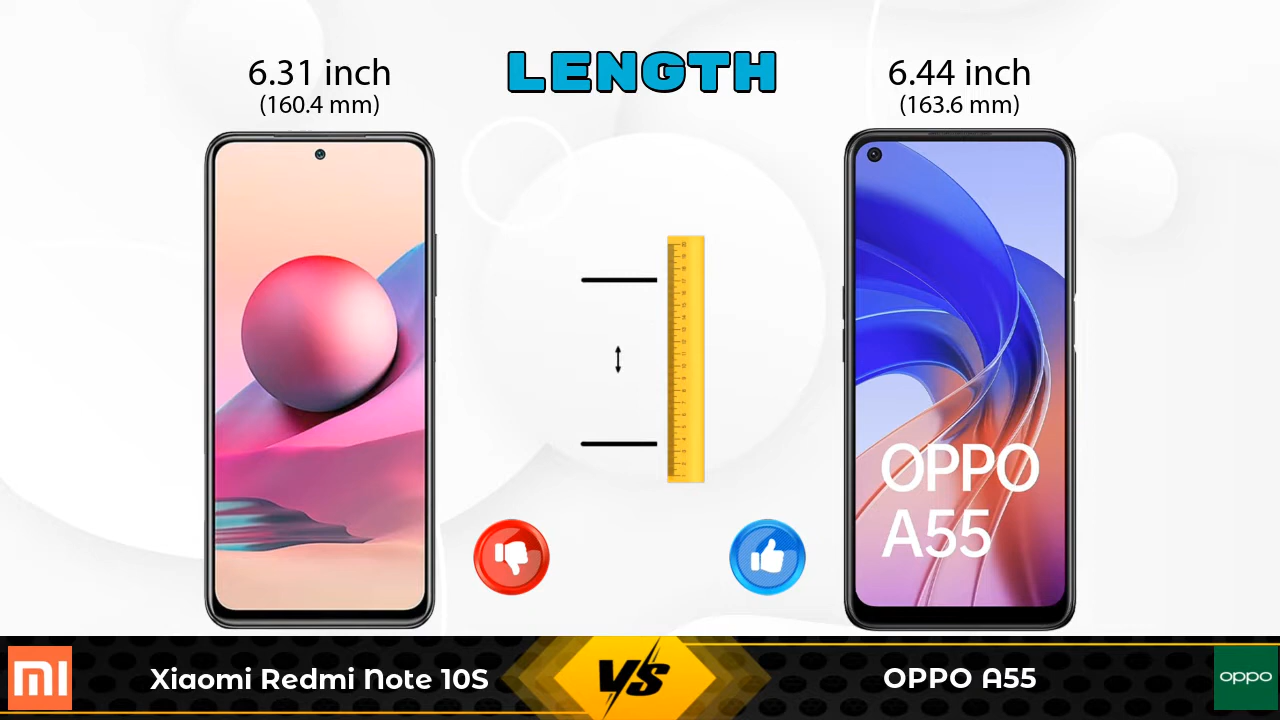 LENGTH
6.31 inch
(160.4 mm)
6.44 inch
(163.6 mm)
OPPO
A55
MI
Xiaomi Redmi Note 10S
VS
OPPO A55
oppo